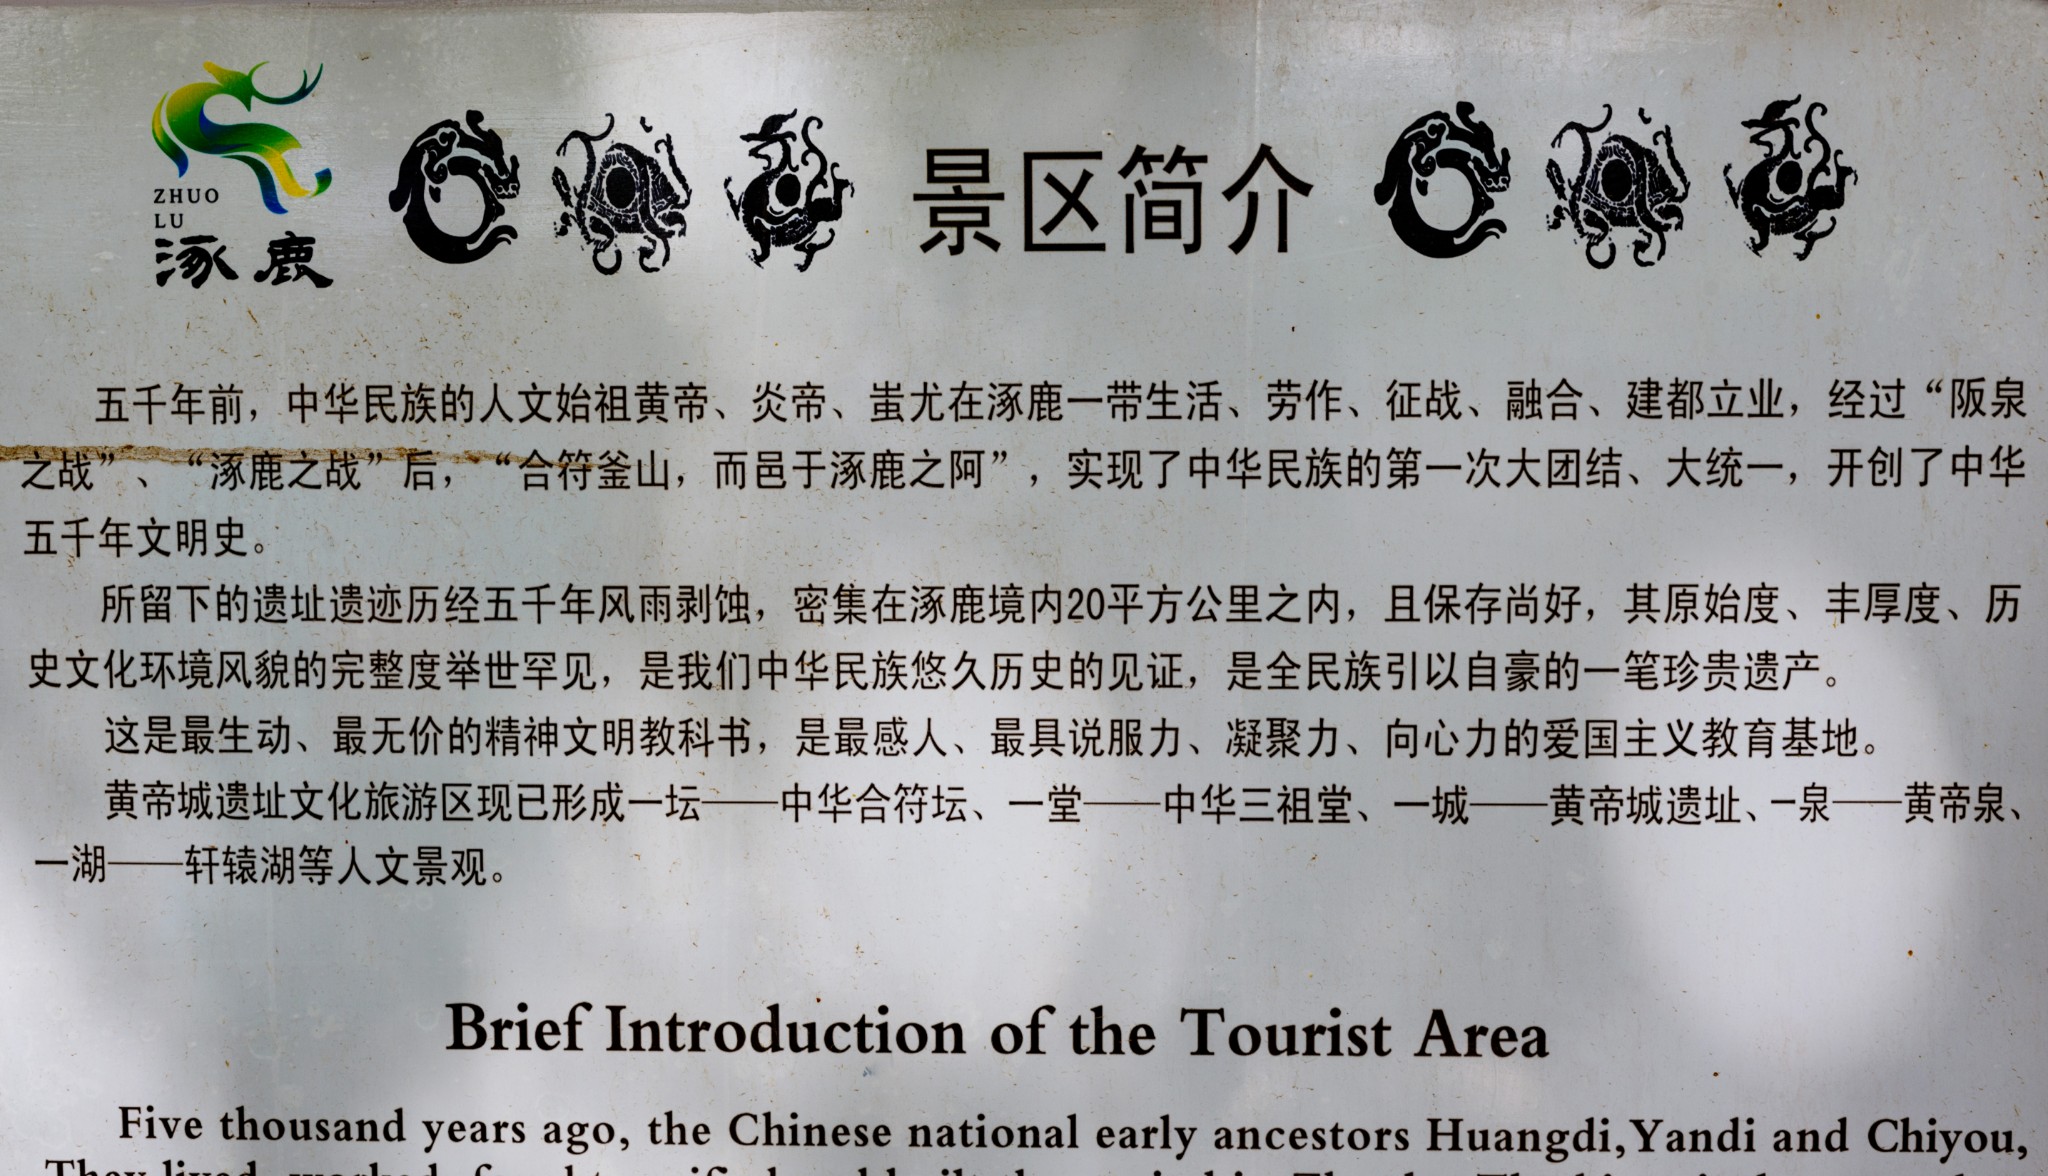 ZHUO
LU
涿鹿
景区简介
五千年前，中华民族的人文始祖黄帝、炎帝、蚩尤在涿鹿一带生活、劳作、征战、融合、建都立业，经过“阪泉
之战”、“涿鹿之战”后，“合符釜山，而邑于涿鹿之阿”，实现了中华民族的第一次大团结、大统一，开创了中华
五千年文明史。
所留下的遗址遗迹历经五千年风雨剥蚀，密集在涿鹿境内20平方公里之内，且保存尚好，其原始度、丰厚度、历
史文化环境风貌的完整度举世罕见，是我们中华民族悠久历史的见证，是全民族引以自豪的一笔珍贵遗产。
这是最生动、最无价的精神文明教科书，是最感人、最具说服力、凝聚力、向心力的爱国主义教育基地。
黄帝城遗址文化旅游区现已形成一坛——中华合符坛、一堂——中华三祖堂、一城——黄帝城遗址、一泉——黄帝泉、
一湖——轩辕湖等人文景观。
Brief Introduction of the Tourist Area
Five thousand years ago, the Chinese national early ancestors Huangdi,Yandi and Chiyou,
They lived, worked,